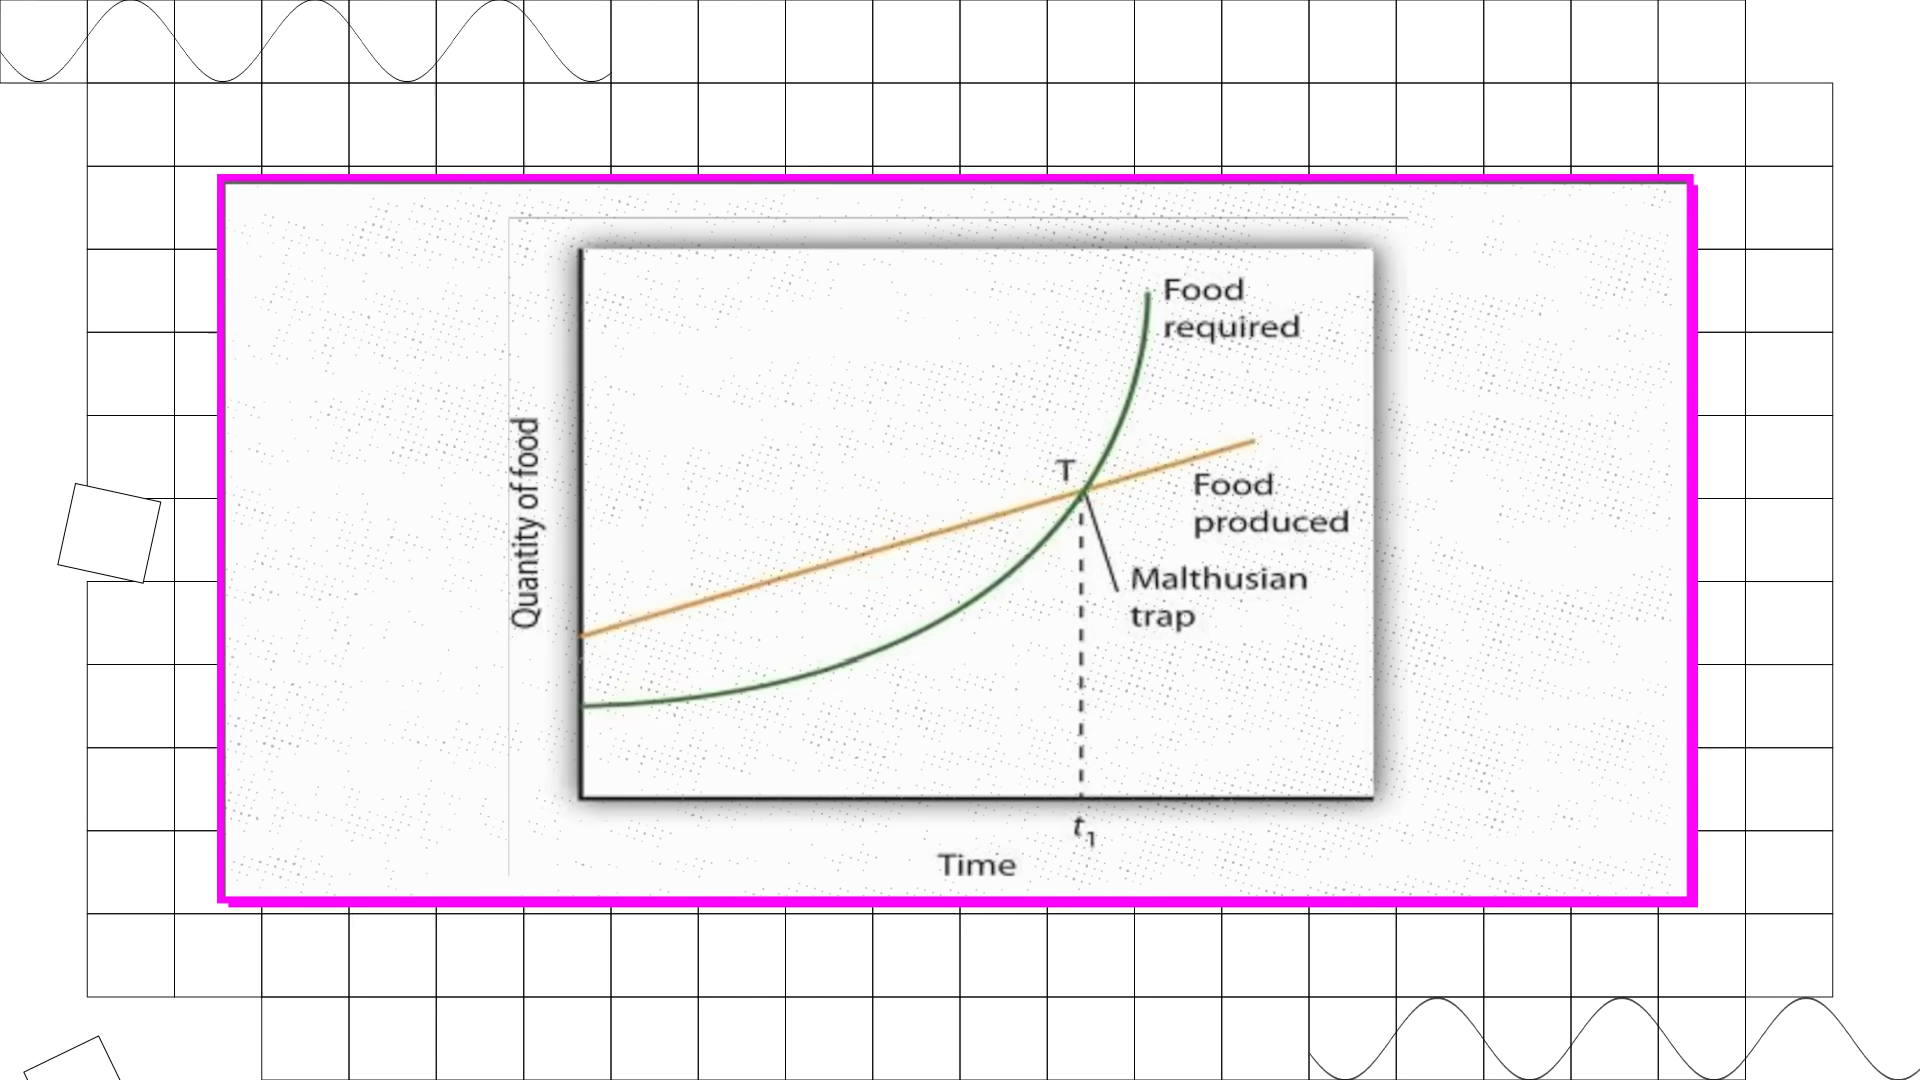 Food
required
T
Food
produced
Malthusian
trap
Quantity of food
t1
Time